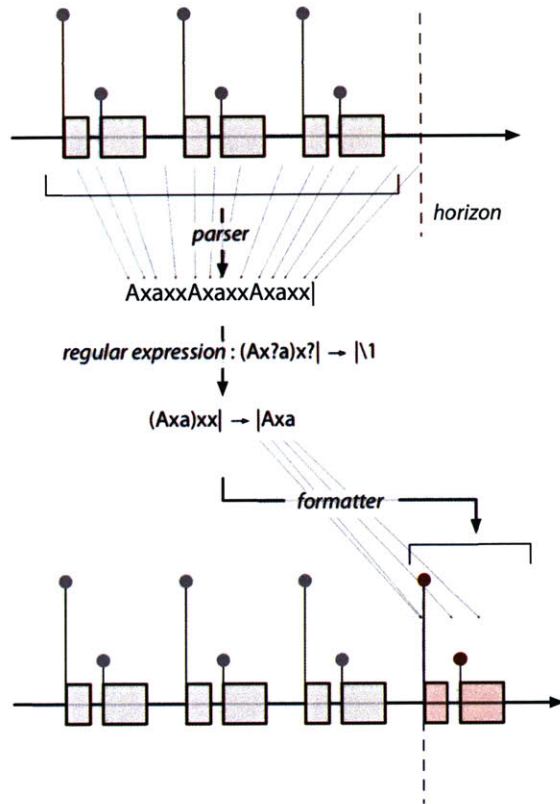 horizon
parser
AxaxxAxaxxAxaxx|
regular expression : (Ax?a)x?| → |\1
(Axa)xx| → |Axa
formatter